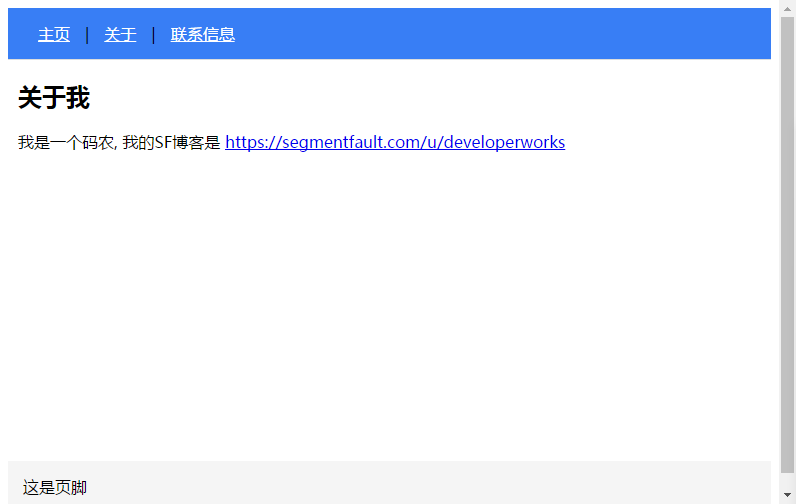 主页 | 关于 | 联系信息
关于我
我是一个码农, 我的SF博客是 https://segmentfault.com/u/developerworks
这是页脚